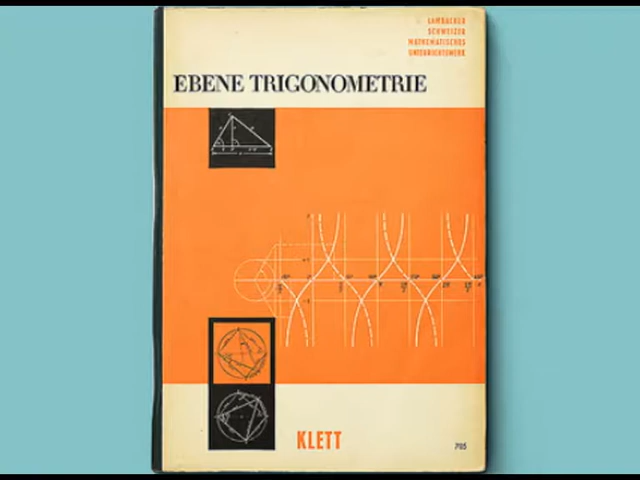 LAMBACHER
SCHWEIZER
MATHEMATISCHES
UNTERRICHTSWERK
EBENE TRIGONOMETRIE
KLETT
705